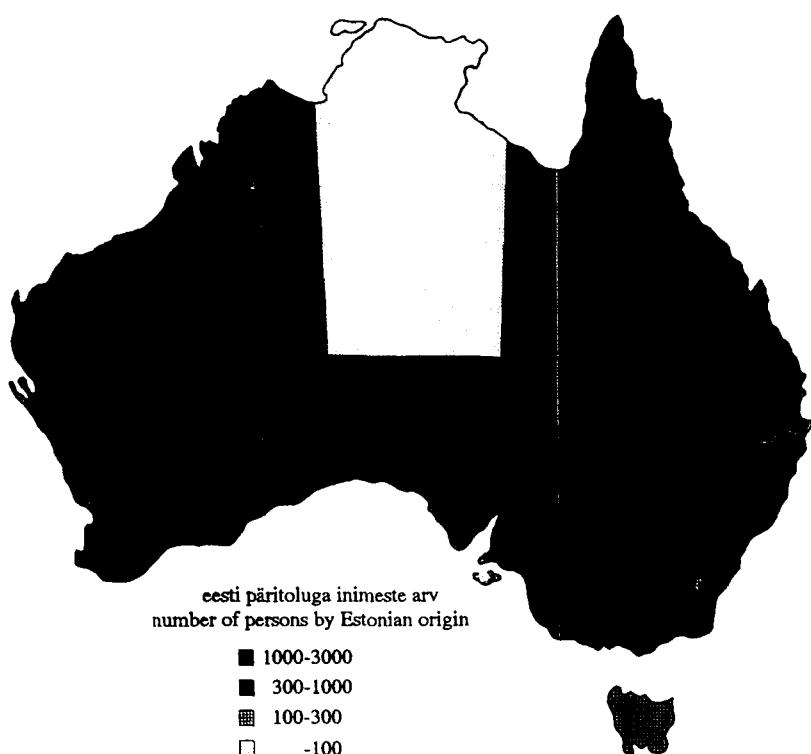 eesti päritoluga inimeste arv
number of persons by Estonian origin
1000-3000
300-1000
100-300
-100